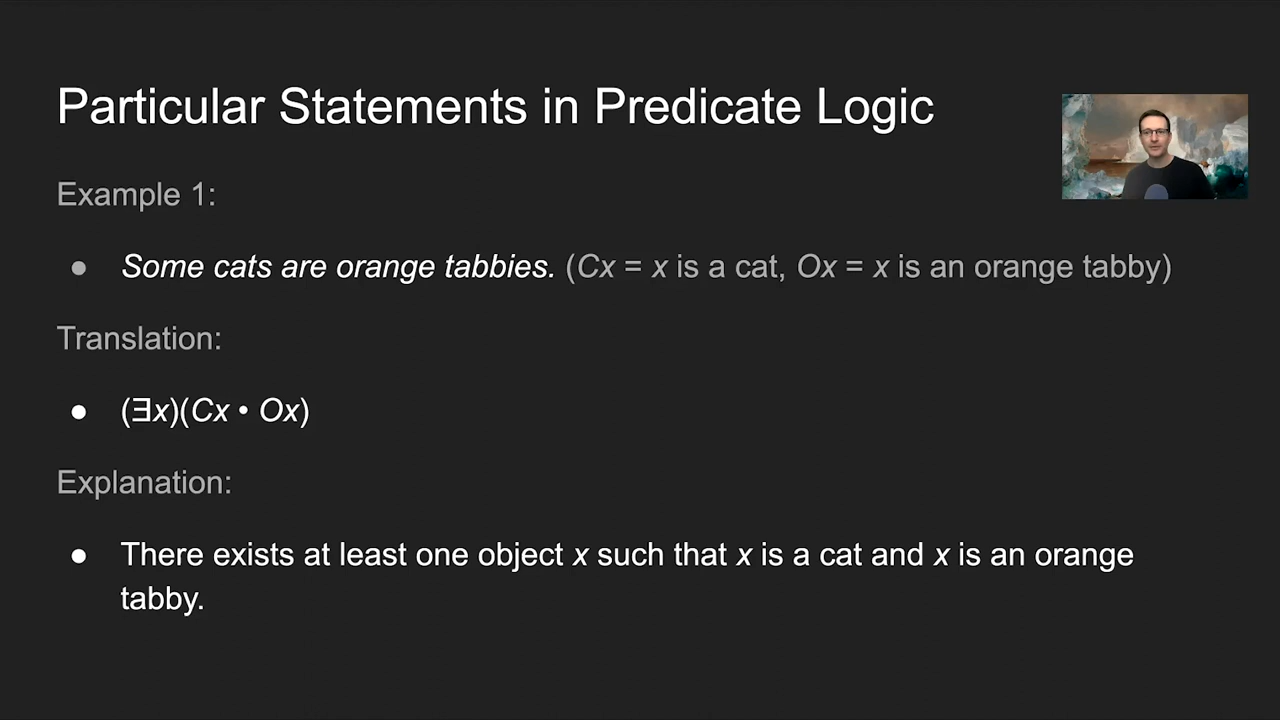 Particular Statements in Predicate Logic
Example 1:
● Some cats are orange tabbies. (Cx = x is a cat, Ox = x is an orange tabby)
Translation:
● (∃x)(Cx • Ox)
Explanation:
● There exists at least one object x such that x is a cat and x is an orange
tabby.